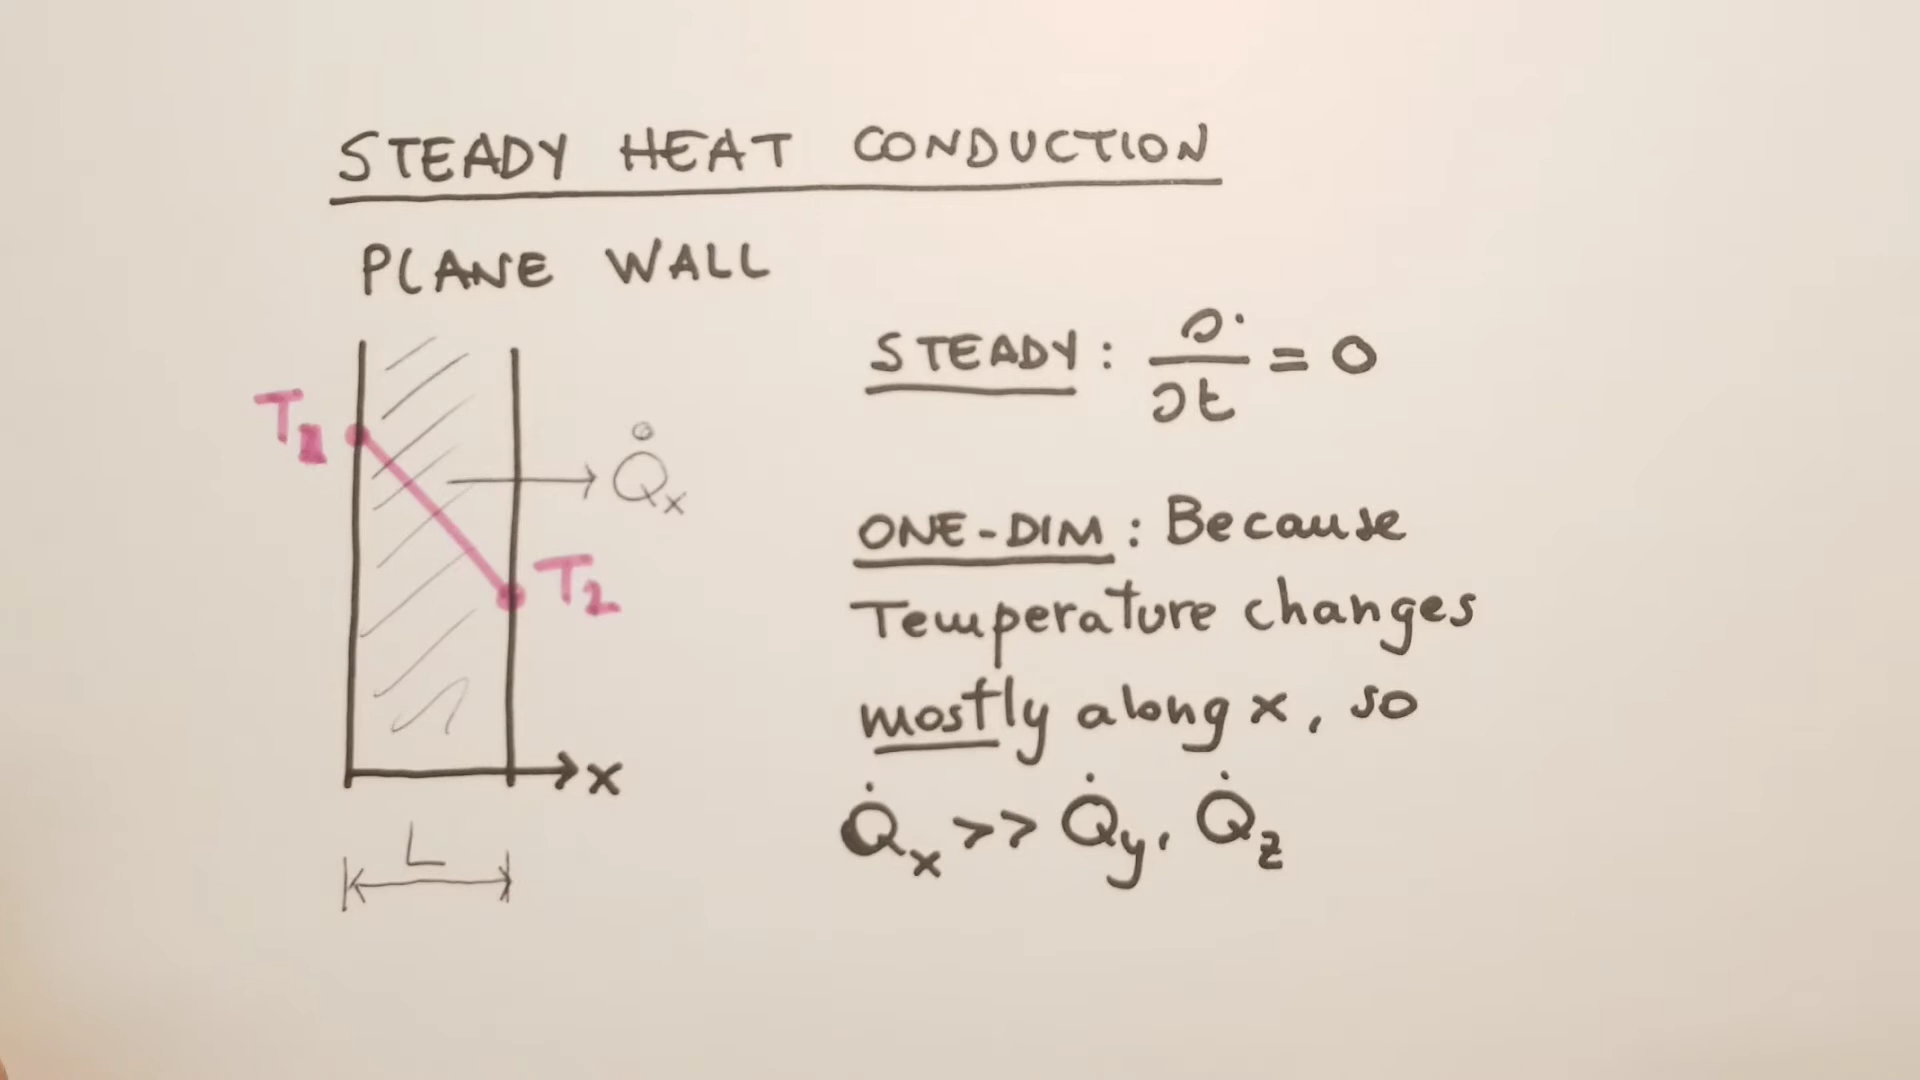 STEADY HEAT CONDUCTION
PLANE WALL
STEADY: ∂·/∂t = 0
T1
Q̇x
T2
ONE-DIM: Because
Temperature changes
mostly along x, so
x
Q̇x >> Q̇y, Q̇z
L